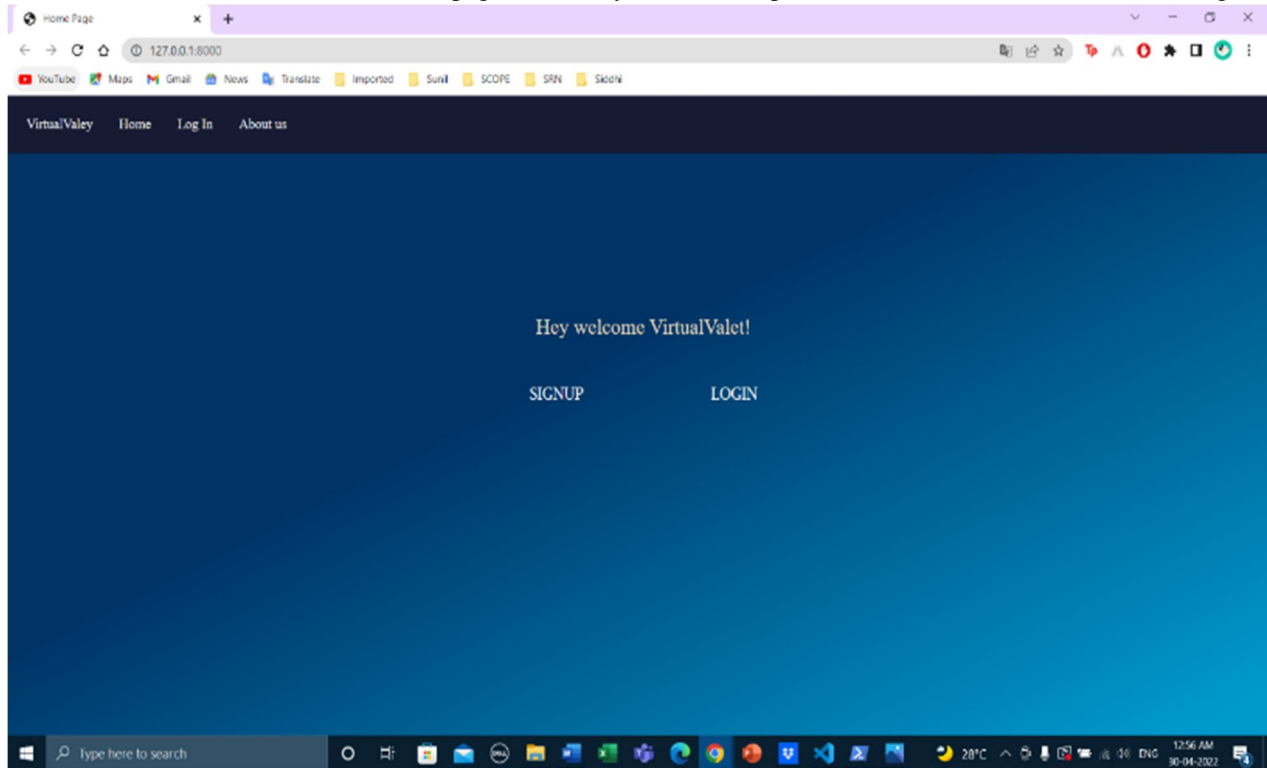 Home Page
127.0.0.1:8000
YouTube Maps Gmail News Translate Imported Sunil SCOPE SRN Siddhi
VirtualValey Home Log In About us
Hey welcome VirtualValet!
SIGNUP LOGIN
Type here to search
28°C ENG 12:56 AM
30-04-2022